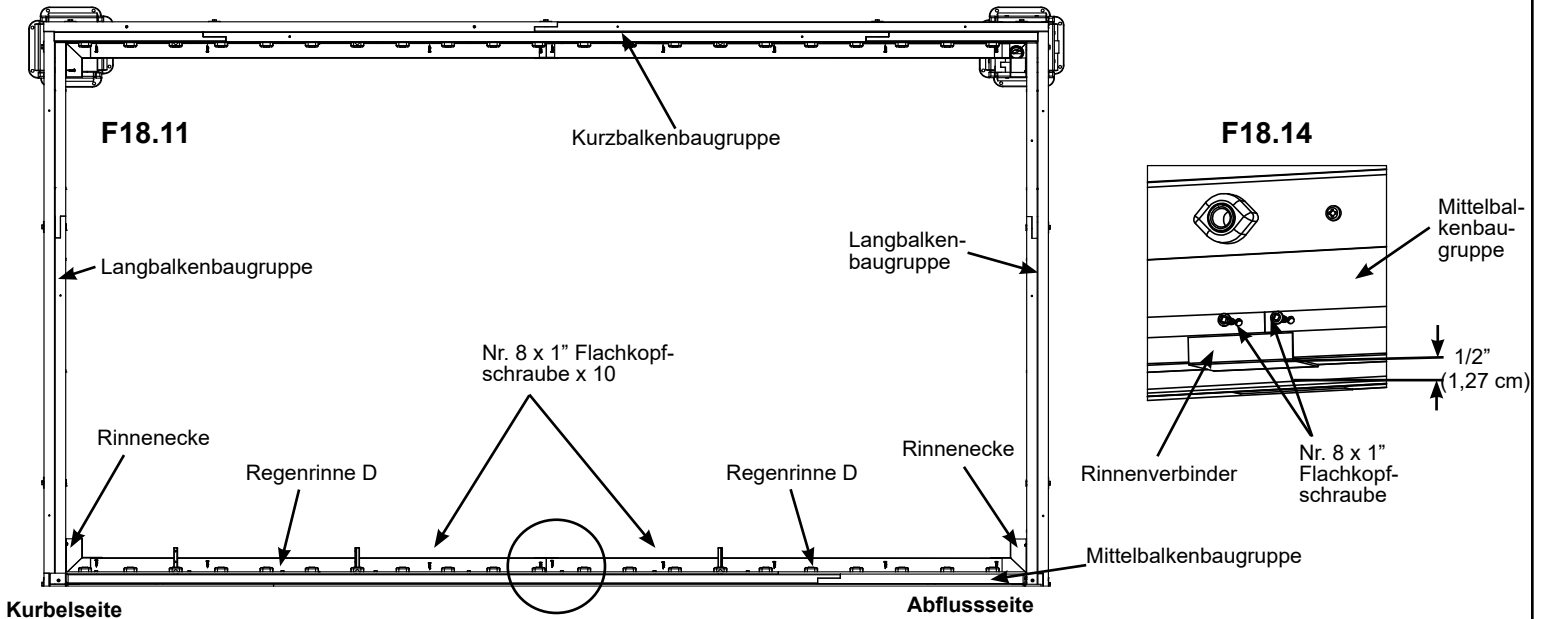 F18.11
Kurzbalkenbaugruppe
F18.14
Mittelbal-
kenbau-
gruppe
Langbalkenbaugruppe
Langbalken-
baugruppe
Nr. 8 x 1” Flachkopf-
schraube x 10
1/2”
(1,27 cm)
Rinnenecke
Regenrinne D
Regenrinne D
Rinnenecke
Rinnenverbinder
Nr. 8 x 1”
Flachkopf-
schraube
Mittelbalkenbaugruppe
Kurbelseite
Abflussseite